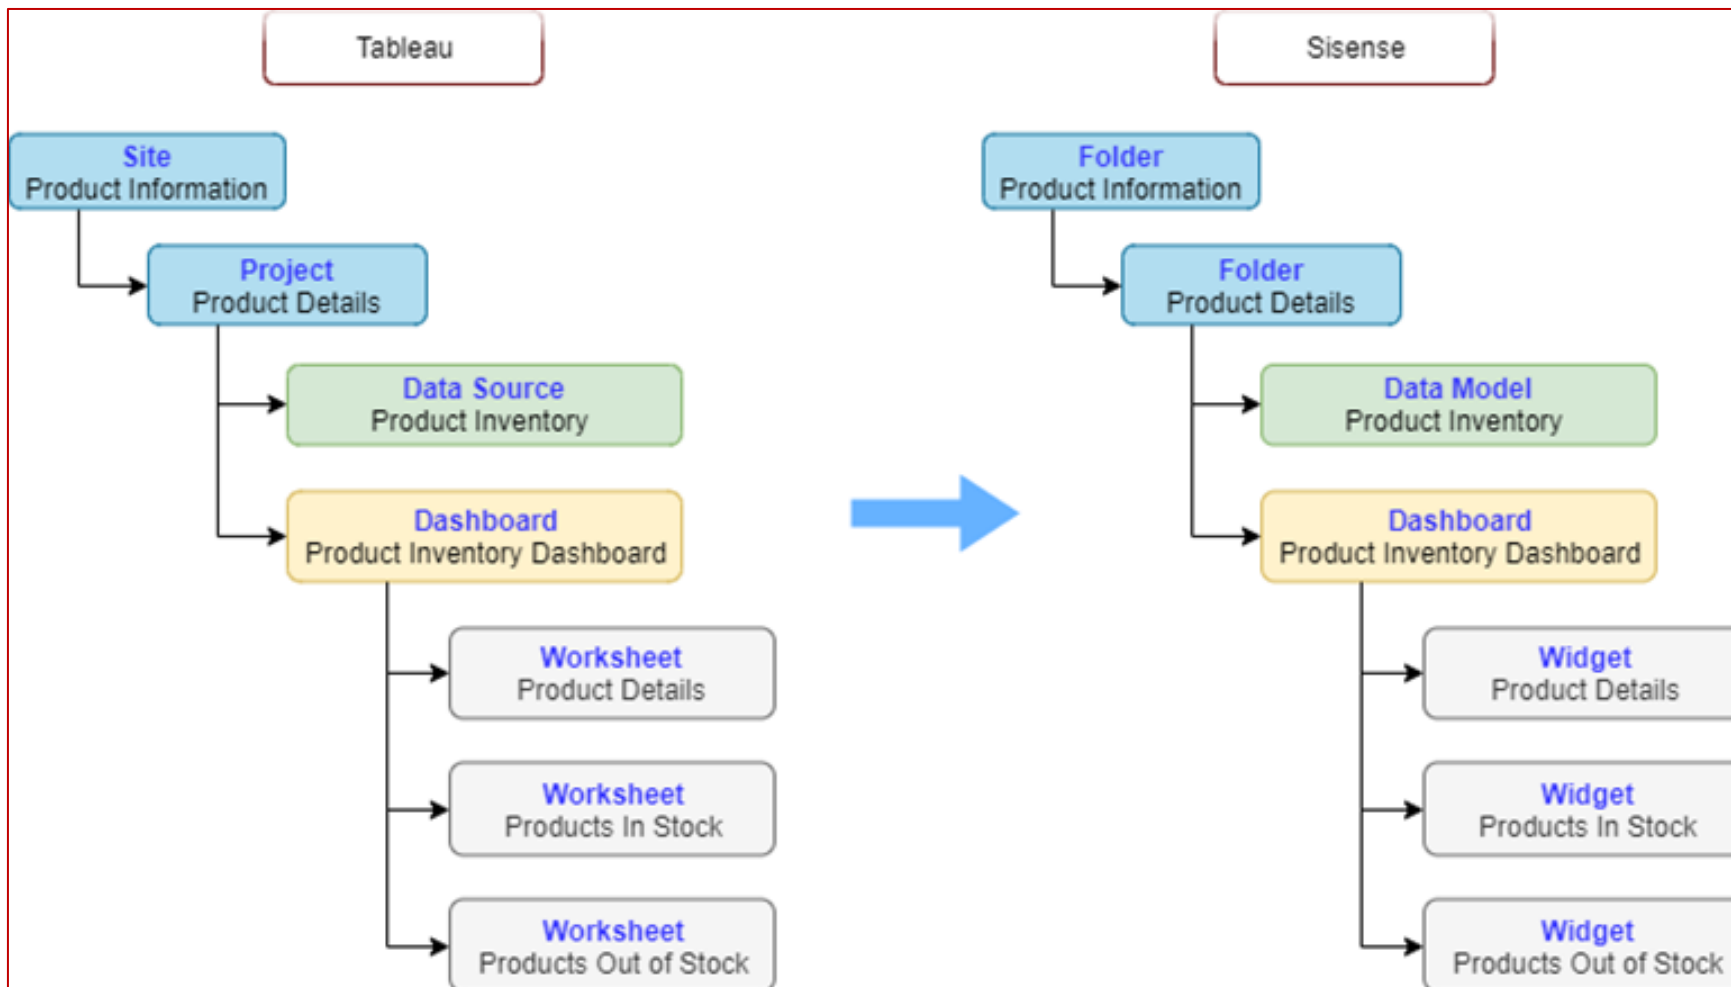 Tableau
Site
Product Information
Project
Product Details
Data Source
Product Inventory
Dashboard
Product Inventory Dashboard
Worksheet
Product Details
Worksheet
Products In Stock
Worksheet
Products Out of Stock
Sisense
Folder
Product Information
Folder
Product Details
Data Model
Product Inventory
Dashboard
Product Inventory Dashboard
Widget
Product Details
Widget
Products In Stock
Widget
Products Out of Stock